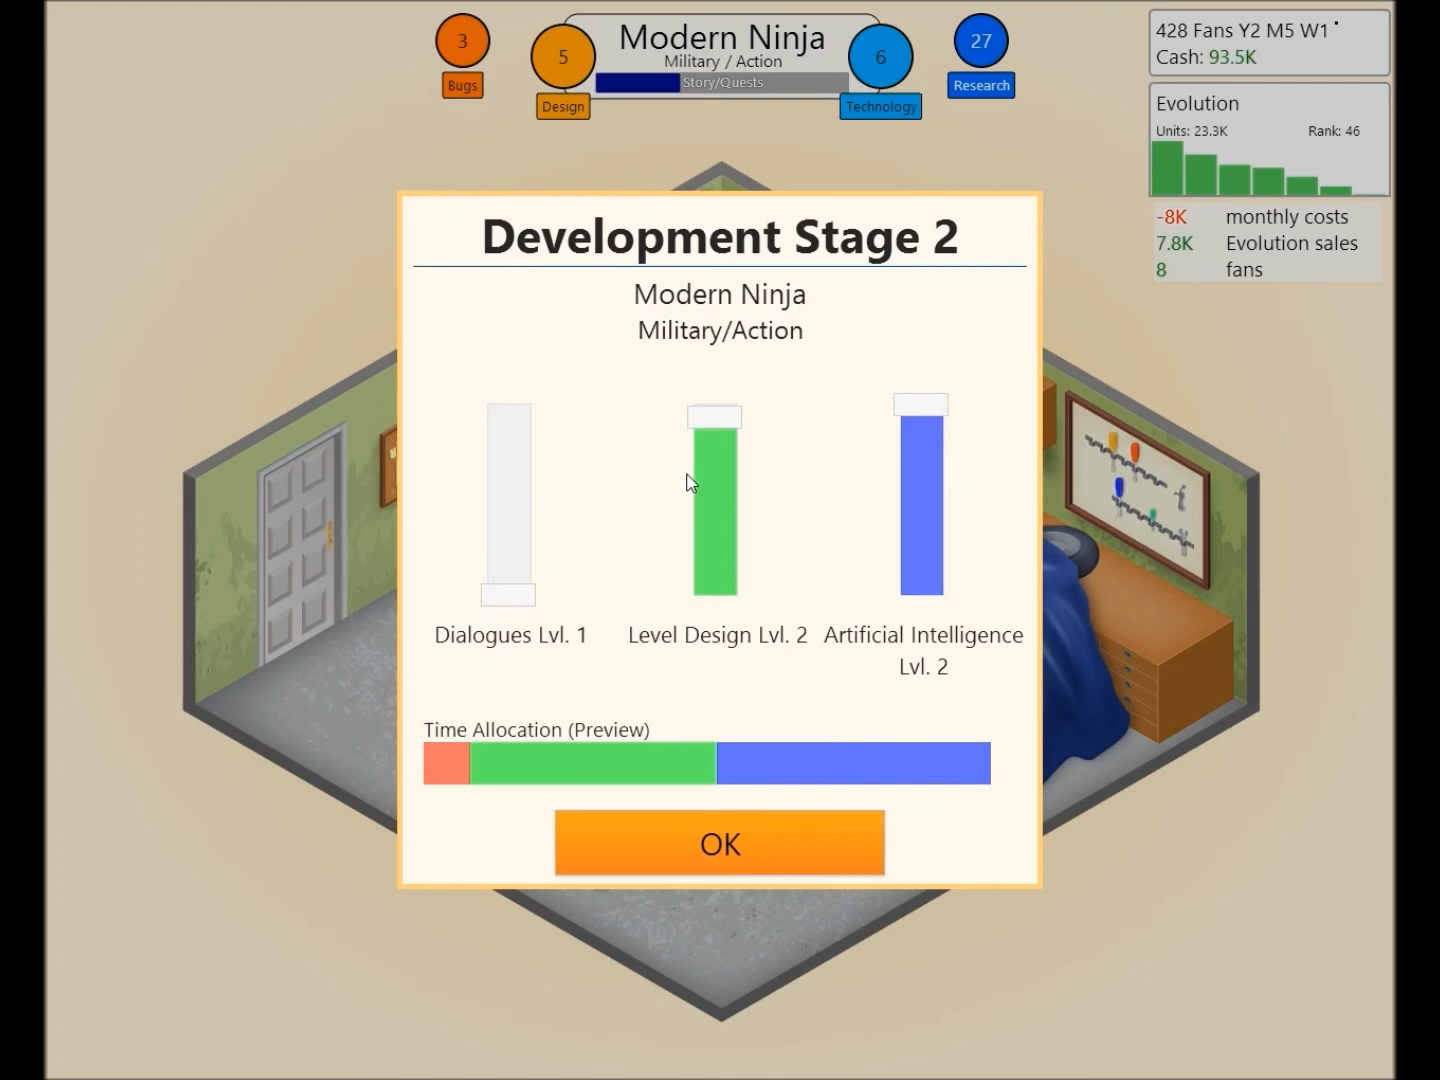 3
Bugs
5
Design
Modern Ninja
Military / Action
Story/Quests
6
Technology
27
Research
428 Fans Y2 M5 W1
Cash: 93.5K
Evolution
Units: 23.3K Rank: 46
-8K monthly costs
7.8K Evolution sales
8 fans
Development Stage 2
Modern Ninja
Military/Action
Dialogues Lvl. 1
Level Design Lvl. 2
Artificial Intelligence
Lvl. 2
Time Allocation (Preview)
OK